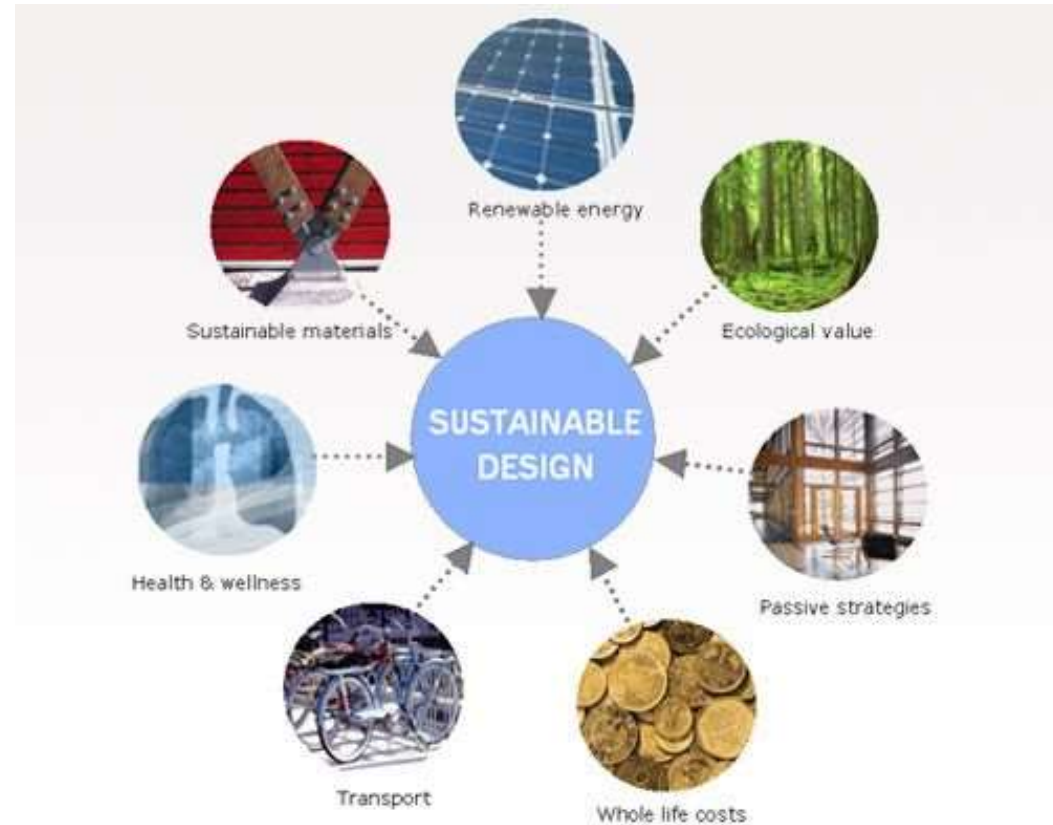 Renewable energy
Sustainable materials
Ecological value
SUSTAINABLE
DESIGN
Health & wellness
Passive strategies
Transport
Whole life costs